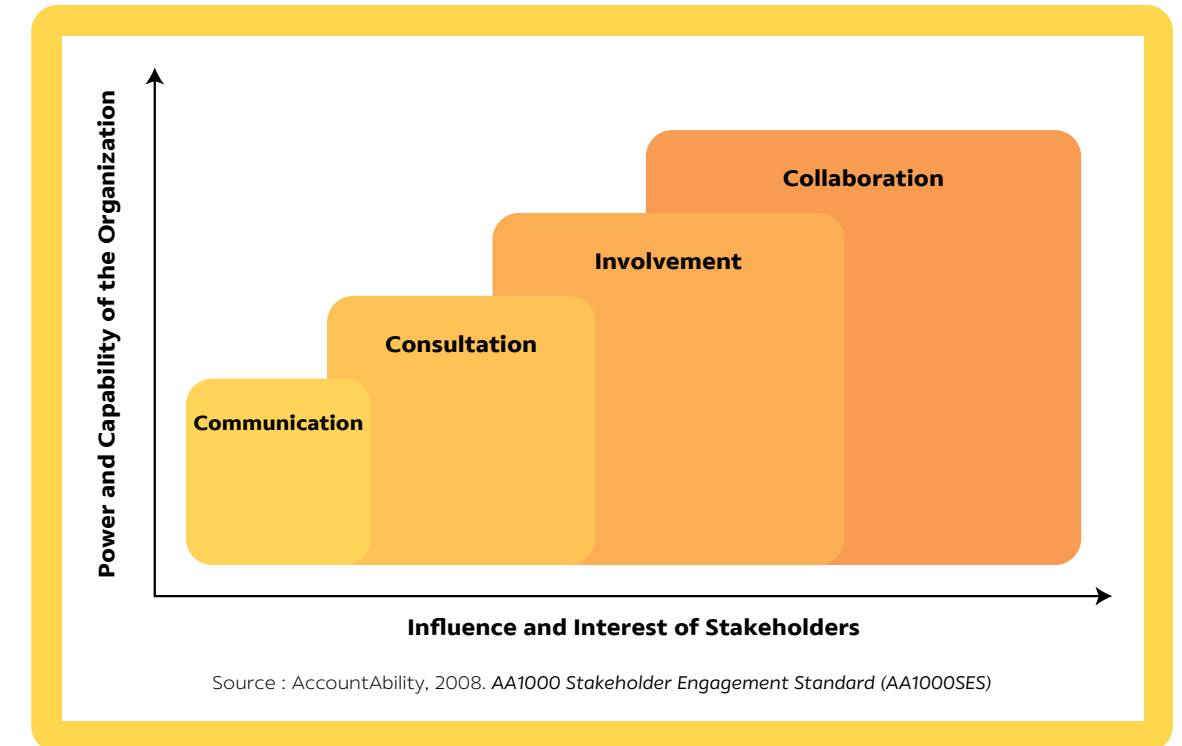 Power and Capability of the Organization
Collaboration
Involvement
Consultation
Communication
Influence and Interest of Stakeholders
Source : AccountAbility, 2008. AA1000 Stakeholder Engagement Standard (AA1000SES)